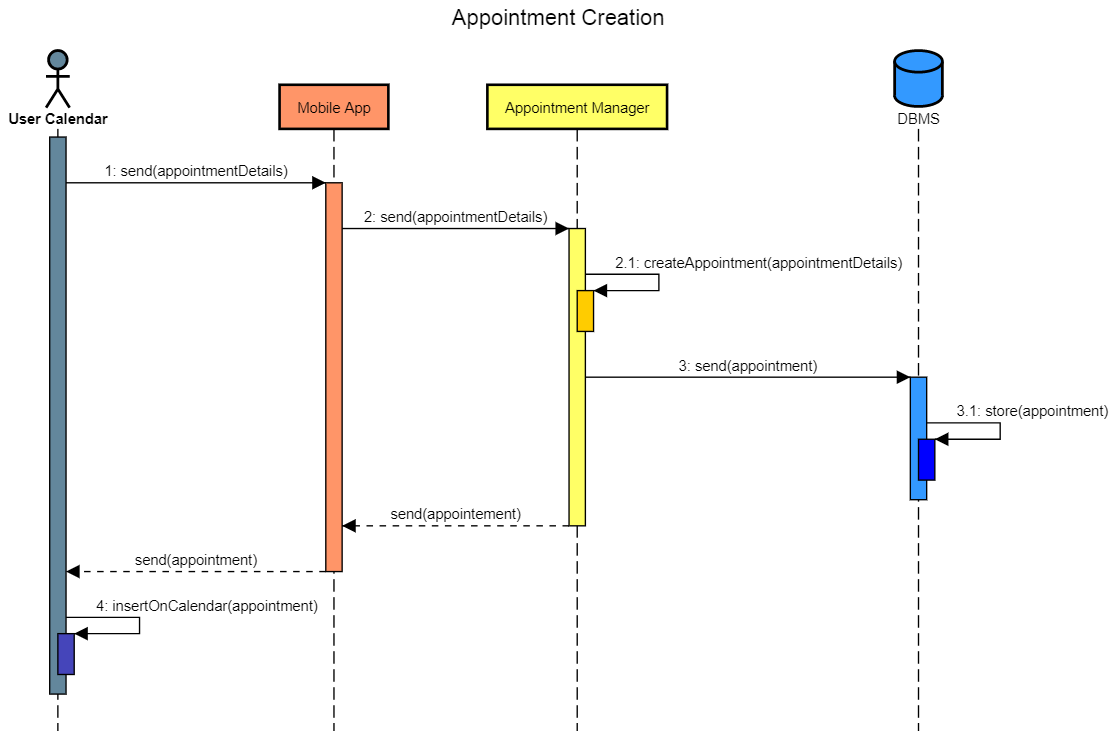 Appointment Creation
User Calendar
Mobile App
Appointment Manager
DBMS
1: send(appointmentDetails)
2: send(appointmentDetails)
2.1: createAppointment(appointmentDetails)
3: send(appointment)
3.1: store(appointment)
send(appointement)
send(appointment)
4: insertOnCalendar(appointment)